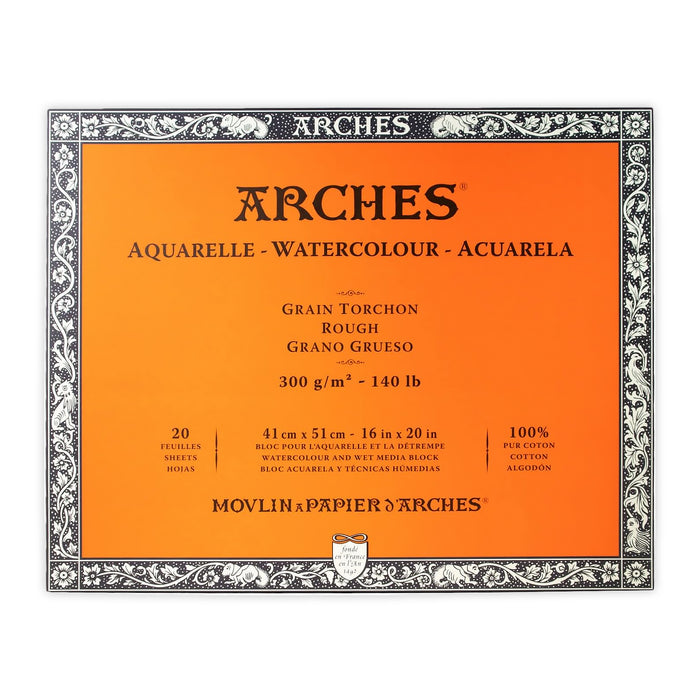 ARCHES
ARCHES®
AQUARELLE - WATERCOLOUR - ACUARELA
GRAIN TORCHON
ROUGH
GRANO GRUESO
300 g/m² - 140 lb
20
FEUILLES
SHEETS
HOJAS
41 cm x 51 cm - 16 in x 20 in
BLOC POUR L'AQUARELLE ET LA DÉTREMPE
WATERCOLOUR AND WET MEDIA BLOCK
BLOC ACUARELA Y TÉCNICAS HÚMEDIAS
100%
PUR COTON
COTTON
ALGODÓN
MOVLIN A PAPIER d'ARCHES®
fondé
en France
en l'An
1492